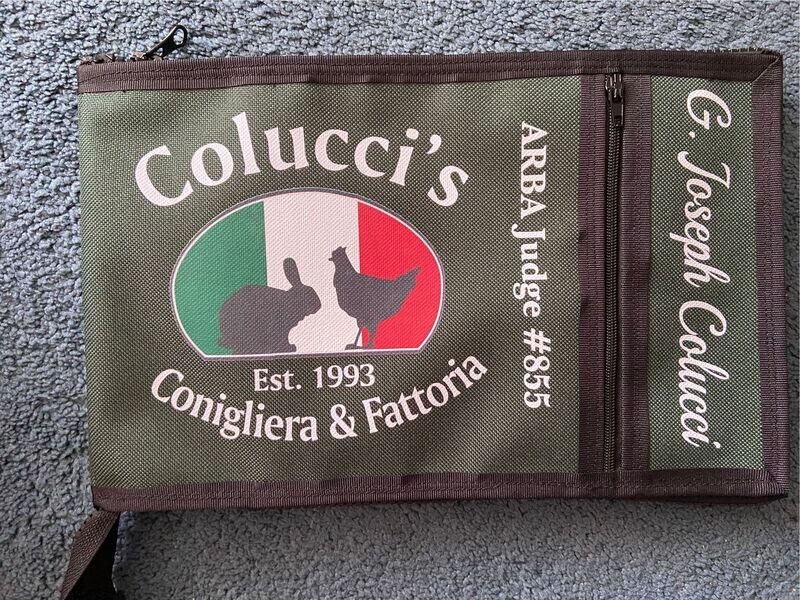 Colucci's
Est. 1993
Conigliera & Fattoria
ARBA Judge #855
G. Joseph Colucci